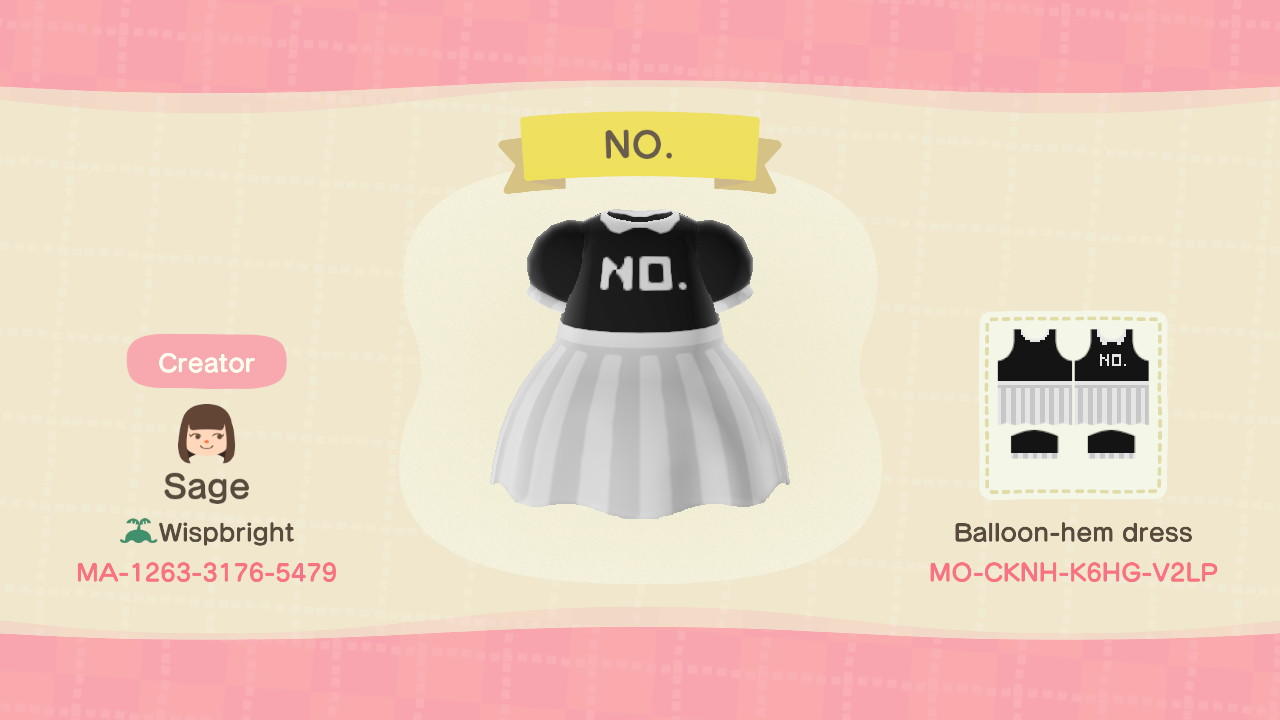 NO.
NO.
Creator
Sage
Wispbright
MA-1263-3176-5479
NO.
Balloon-hem dress
MO-CKNH-K6HG-V2LP